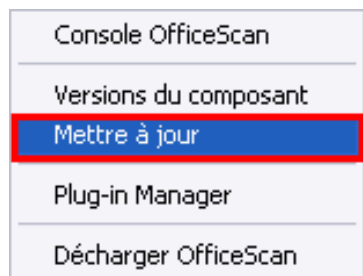 Console OfficeScan
Versions du composant
Mettre à jour
Plug-in Manager
Décharger OfficeScan